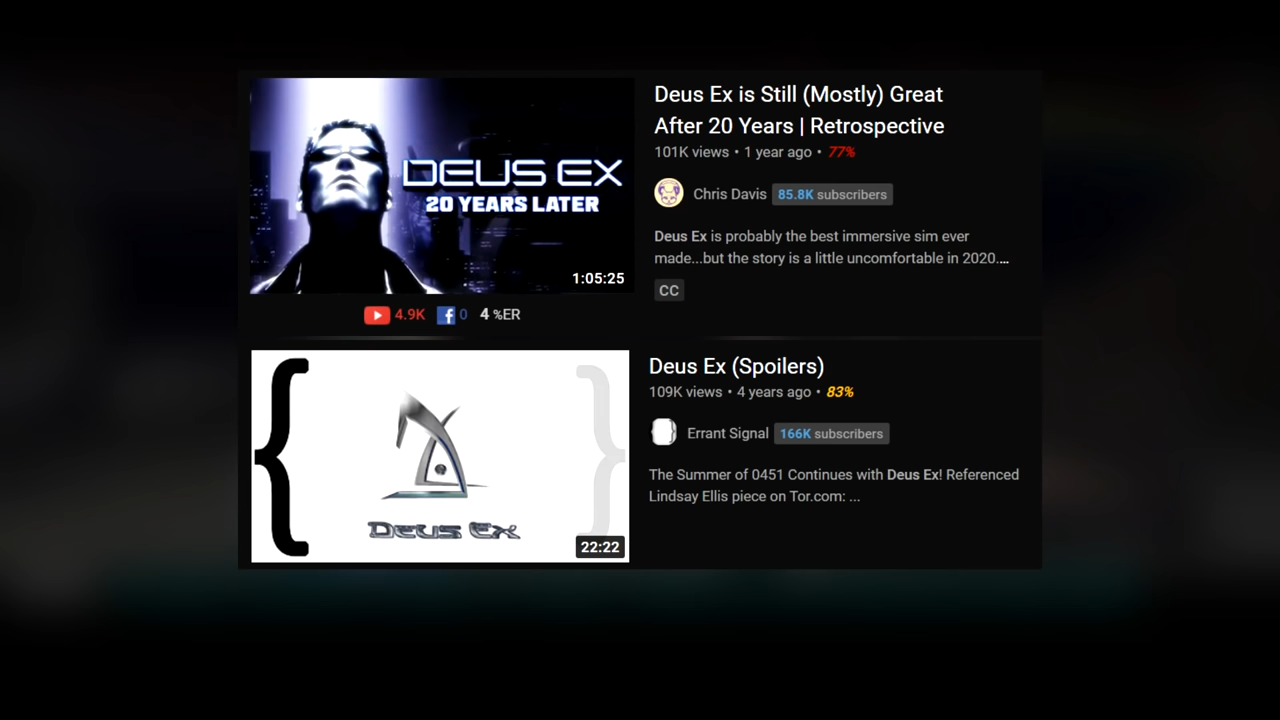 DEUS EX
20 YEARS LATER
1:05:25
4.9K 0 4 %ER
Deus Ex is Still (Mostly) Great
After 20 Years | Retrospective
101K views • 1 year ago • 77%
Chris Davis 85.8K subscribers
Deus Ex is probably the best immersive sim ever
made...but the story is a little uncomfortable in 2020....
CC
{ }
DEUS EX
22:22
Deus Ex (Spoilers)
109K views • 4 years ago • 83%
Errant Signal 166K subscribers
The Summer of 0451 Continues with Deus Ex! Referenced
Lindsay Ellis piece on Tor.com: ...